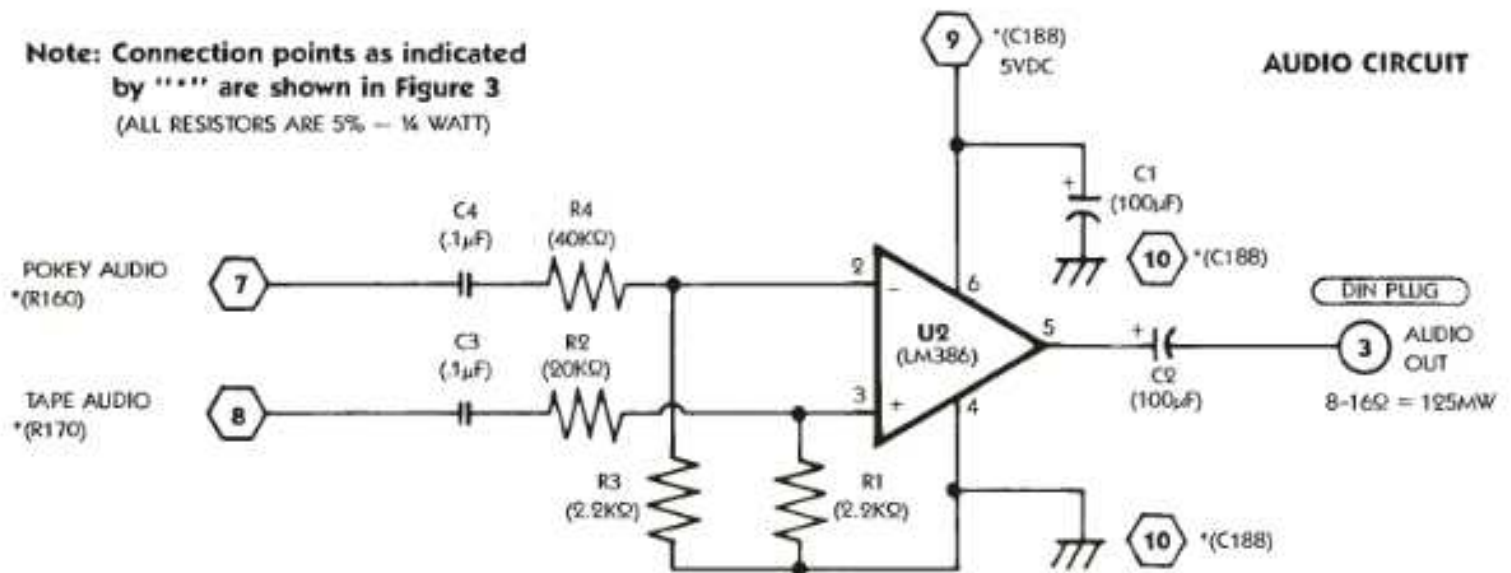 Note: Connection points as indicated
by "*" are shown in Figure 3
(ALL RESISTORS ARE 5% – ¼ WATT)
AUDIO CIRCUIT
9
*(C188)
5VDC
C1
(100µF)
+
10
*(C188)
C4
(.1µF)
R4
(40KΩ)
POKEY AUDIO
*(R160)
7
2
–
6
U2
(LM386)
5
+
C2
(100µF)
DIN PLUG
3
AUDIO
OUT
8-16Ω = 125MW
C3
(.1µF)
R2
(20KΩ)
TAPE AUDIO
*(R170)
8
3
+
4
R3
(2.2KΩ)
R1
(2.2KΩ)
10
*(C188)